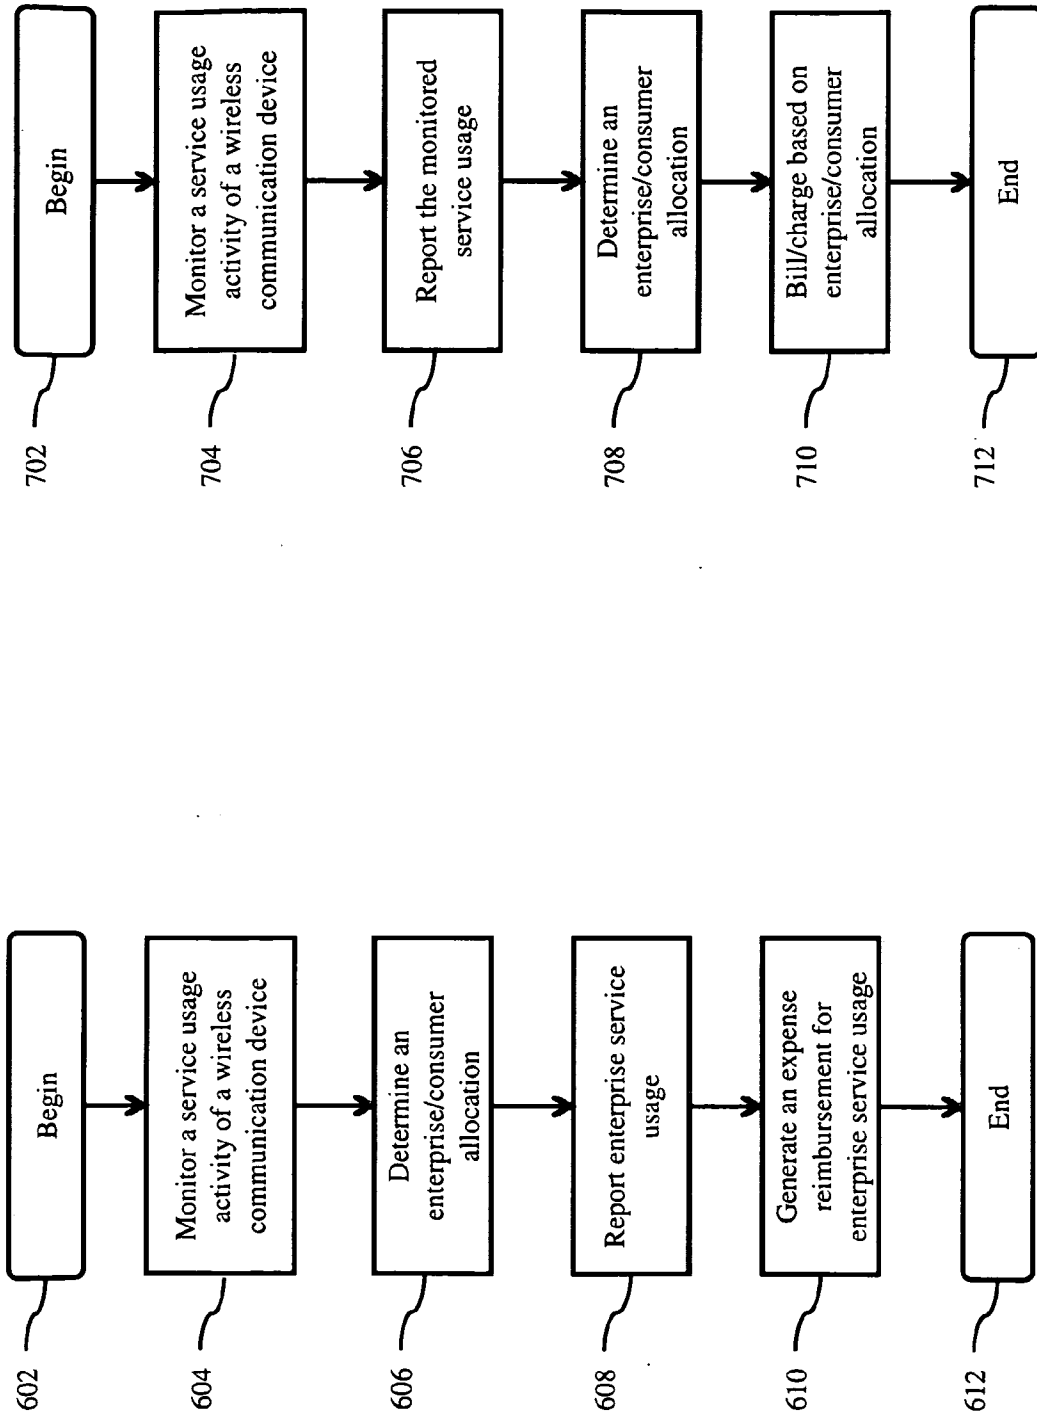 602
Begin
604
Monitor a service usage
activity of a wireless
communication device
606
Determine an
enterprise/consumer
allocation
608
Report enterprise service
usage
610
Generate an expense
reimbursement for
enterprise service usage
612
End
702
Begin
704
Monitor a service usage
activity of a wireless
communication device
706
Report the monitored
service usage
708
Determine an
enterprise/consumer
allocation
710
Bill/charge based on
enterprise/consumer
allocation
712
End